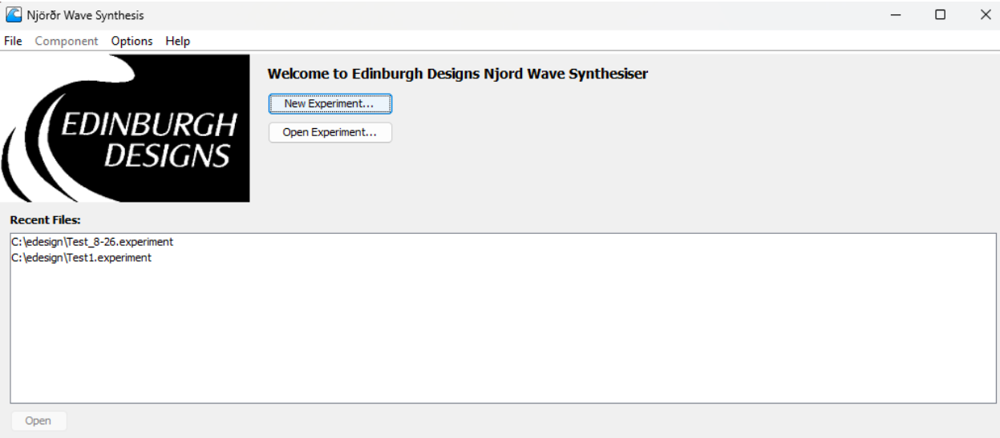 Njörðr Wave Synthesis
File Component Options Help
EDINBURGH
DESIGNS
Welcome to Edinburgh Designs Njord Wave Synthesiser
New Experiment...
Open Experiment...
Recent Files:
C:\edesign\Test_8-26.experiment
C:\edesign\Test1.experiment
Open